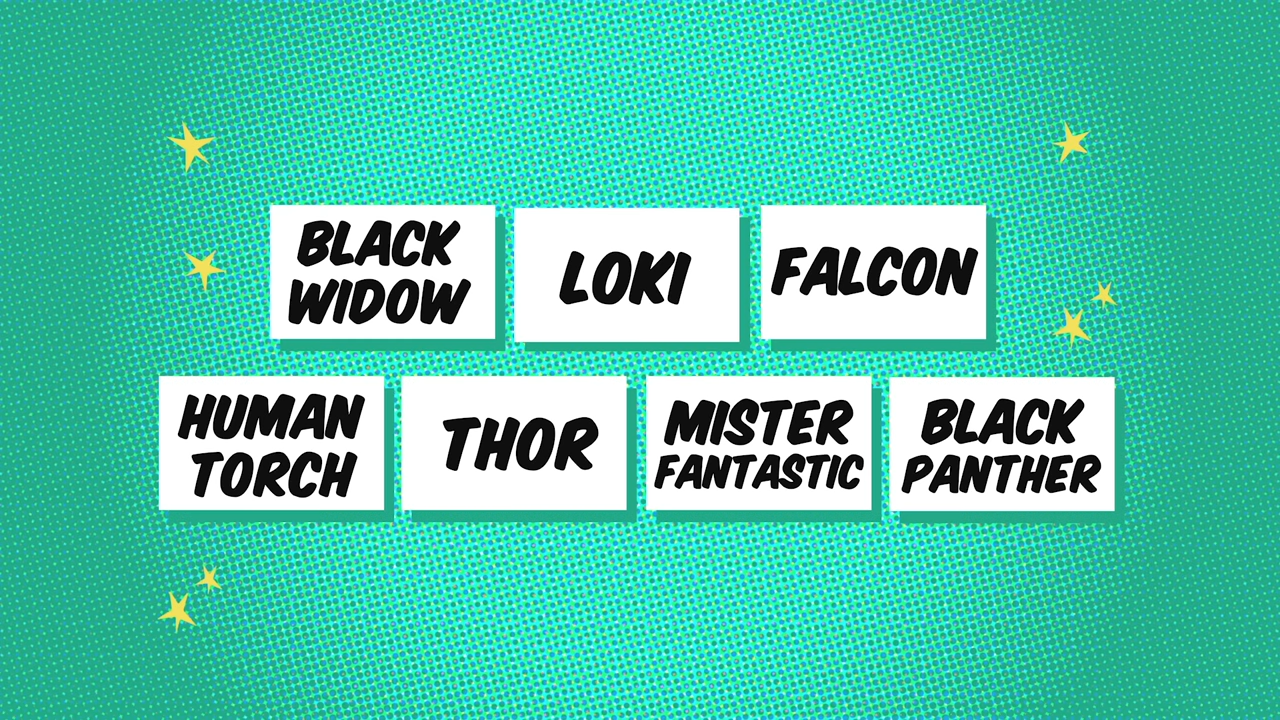 BLACK
WIDOW
LOKI
FALCON
HUMAN
TORCH
THOR
MISTER
FANTASTIC
BLACK
PANTHER